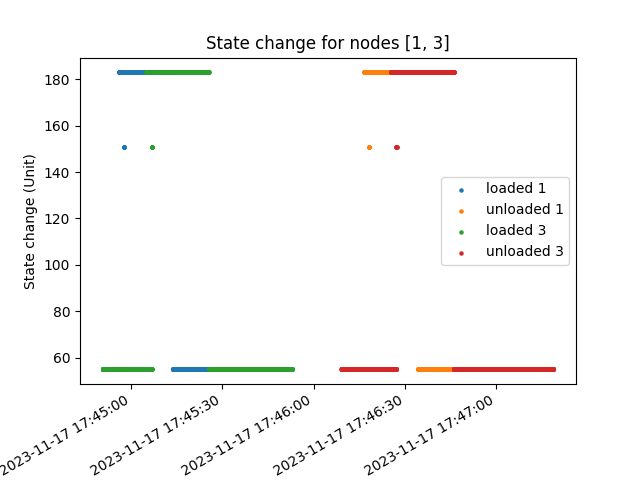 State change for nodes [1, 3]
State change (Unit)
180
160
140
120
100
80
60
loaded 1
unloaded 1
loaded 3
unloaded 3
2023-11-17 17:45:00
2023-11-17 17:45:30
2023-11-17 17:46:00
2023-11-17 17:46:30
2023-11-17 17:47:00